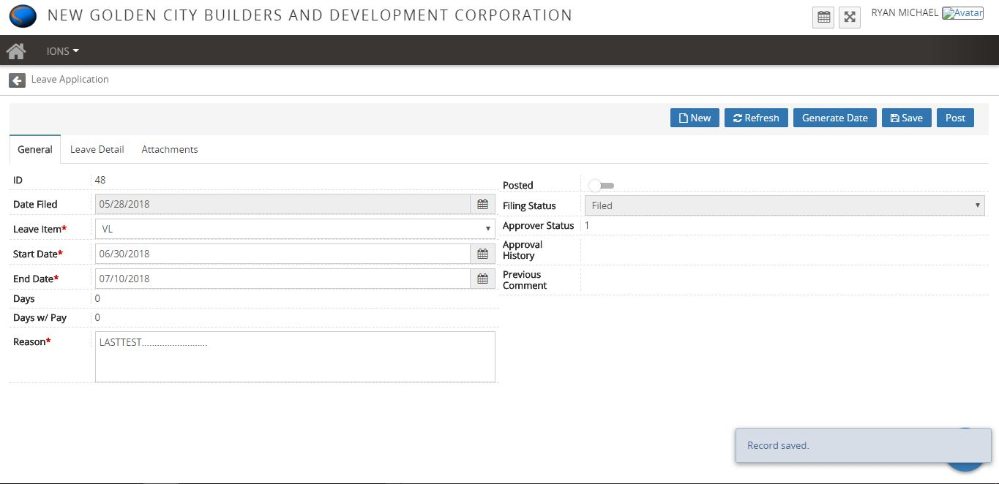 NEW GOLDEN CITY BUILDERS AND DEVELOPMENT CORPORATION
RYAN MICHAEL Avatar
IONS
Leave Application
New Refresh Generate Date Save Post
General Leave Detail Attachments
ID 48
Date Filed 05/28/2018
Leave Item* VL
Start Date* 06/30/2018
End Date* 07/10/2018
Days 0
Days w/ Pay 0
Reason* LASTTEST..........................
Posted
Filing Status Filed
Approver Status 1
Approval
History
Previous
Comment
Record saved.